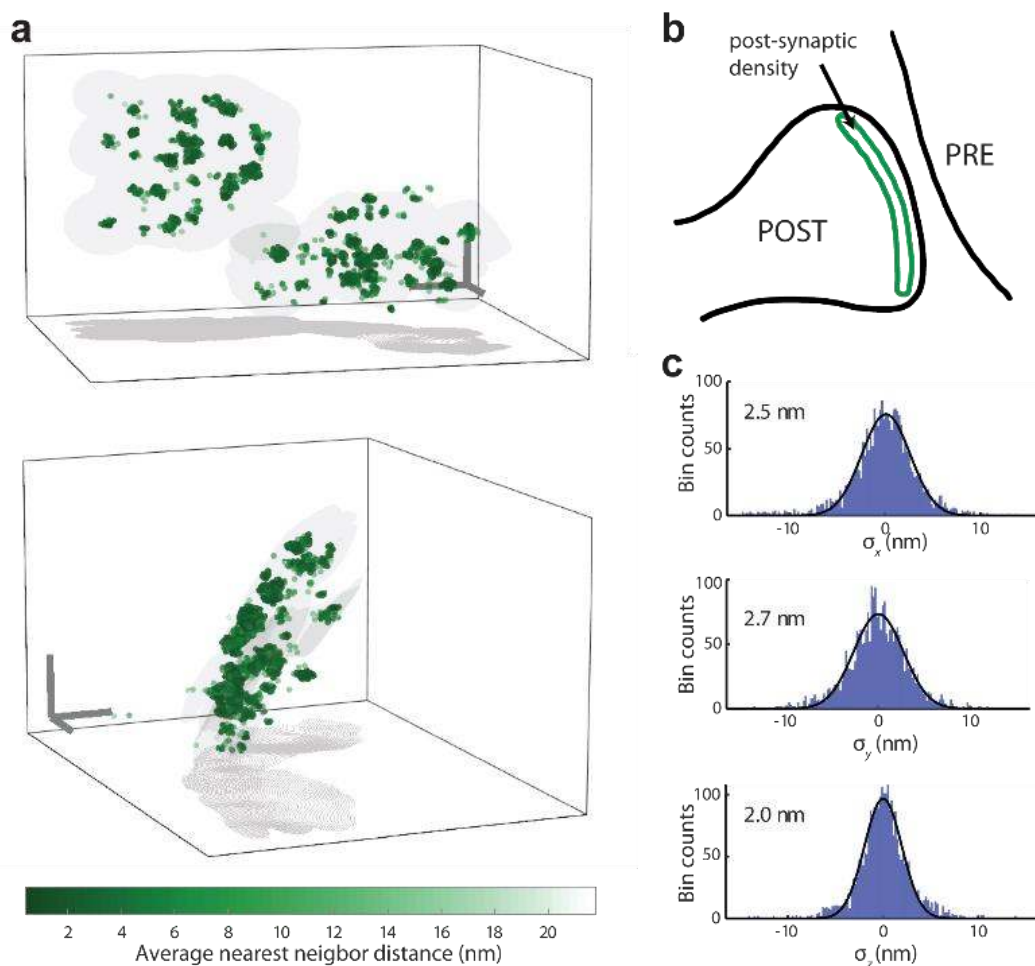 a
b
post-synaptic
density
PRE
POST
2 4 6 8 10 12 14 16 18 20
Average nearest neigbor distance (nm)
c
100
2.5 nm
Bin counts
50
0
-10 0 10
σx (nm)
100
2.7 nm
Bin counts
50
0
-10 0 10
σy (nm)
100
2.0 nm
Bin counts
50
0
-10 0 10
σz (nm)